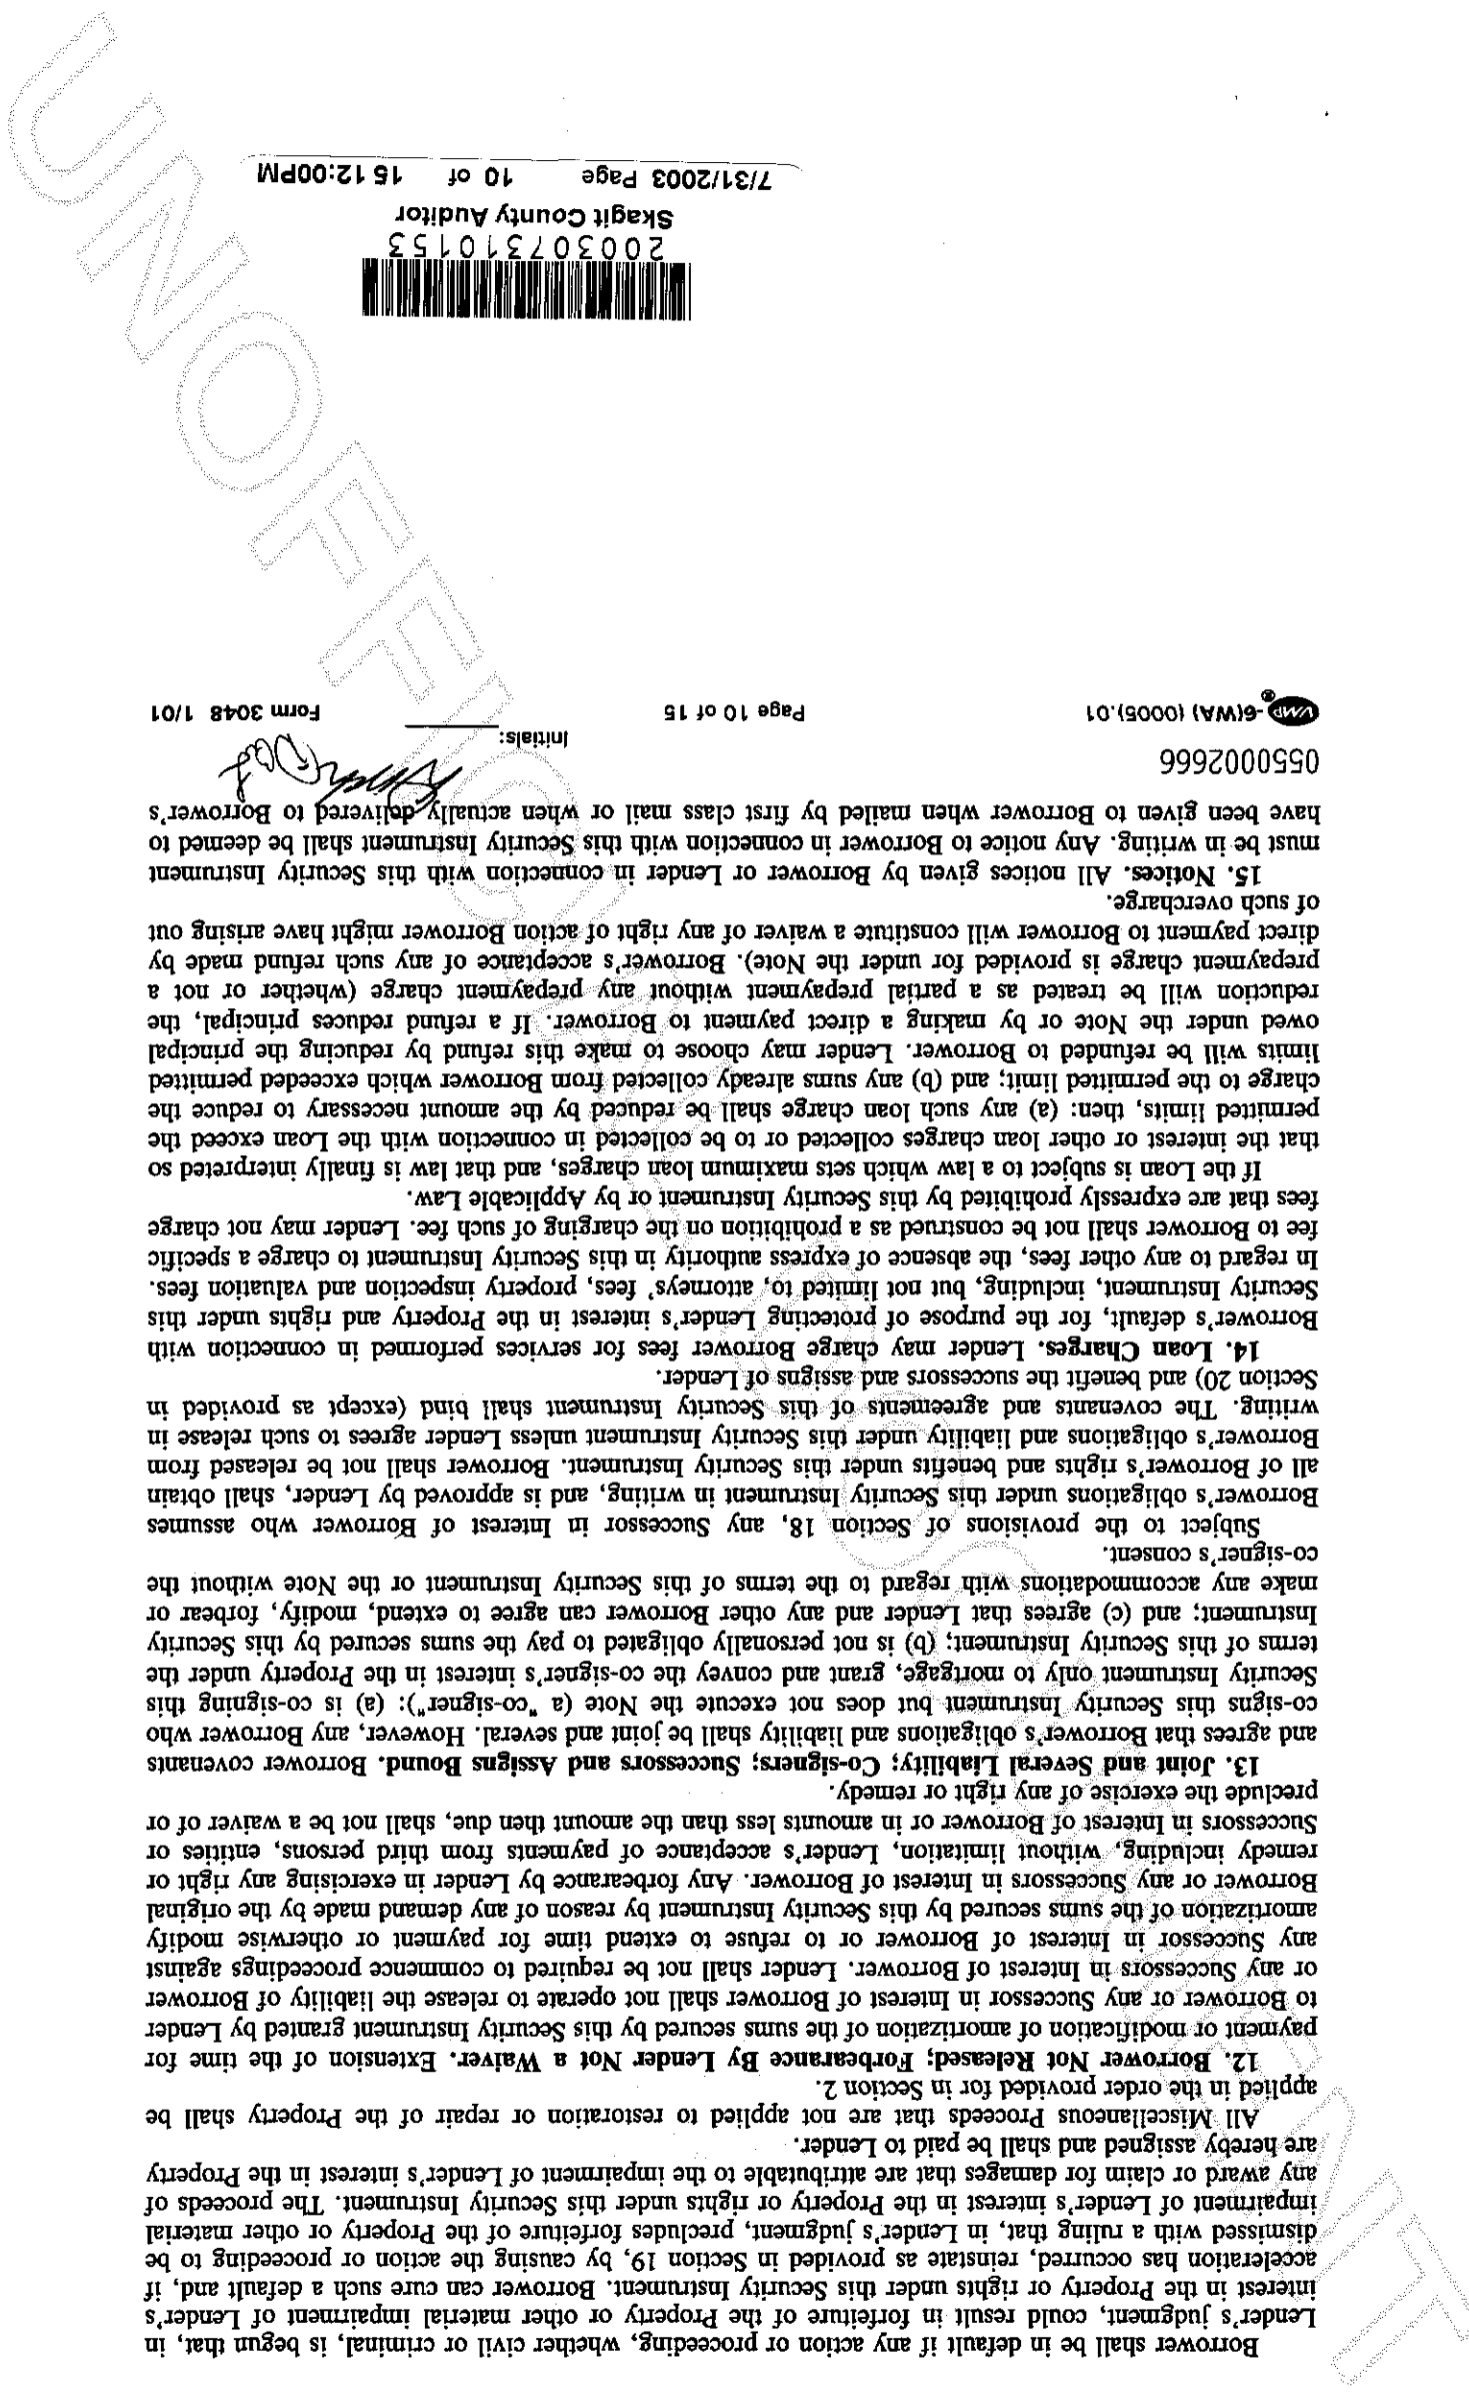 Borrower shall be in default if any action or proceeding, whether civil or criminal, is begun that, in
Lender's judgment, could result in forfeiture of the Property or other material impairment of Lender's
interest in the Property or rights under this Security Instrument. Borrower can cure such a default and, if
acceleration has occurred, reinstate as provided in Section 19, by causing the action or proceeding to be
dismissed with a ruling that, in Lender's judgment, precludes forfeiture of the Property or other material
impairment of Lender's interest in the Property or rights under this Security Instrument. The proceeds of
any award or claim for damages that are attributable to the impairment of Lender's interest in the Property
are hereby assigned and shall be paid to Lender.
All Miscellaneous Proceeds that are not applied to restoration or repair of the Property shall be
applied in the order provided for in Section 2.
12. Borrower Not Released; Forbearance By Lender Not a Waiver. Extension of the time for
payment or modification of amortization of the sums secured by this Security Instrument granted by Lender
to Borrower or any Successor in Interest of Borrower shall not operate to release the liability of Borrower
or any Successors in Interest of Borrower. Lender shall not be required to commence proceedings against
any Successor in Interest of Borrower or to refuse to extend time for payment or otherwise modify
amortization of the sums secured by this Security Instrument by reason of any demand made by the original
Borrower or any Successors in Interest of Borrower. Any forbearance by Lender in exercising any right or
remedy including, without limitation, Lender's acceptance of payments from third persons, entities or
Successors in Interest of Borrower or in amounts less than the amount then due, shall not be a waiver of or
preclude the exercise of any right or remedy.
13. Joint and Several Liability; Co-signers; Successors and Assigns Bound. Borrower covenants
and agrees that Borrower's obligations and liability shall be joint and several. However, any Borrower who
co-signs this Security Instrument but does not execute the Note (a "co-signer"): (a) is co-signing this
Security Instrument only to mortgage, grant and convey the co-signer's interest in the Property under the
terms of this Security Instrument; (b) is not personally obligated to pay the sums secured by this Security
Instrument; and (c) agrees that Lender and any other Borrower can agree to extend, modify, forbear or
make any accommodations with regard to the terms of this Security Instrument or the Note without the
co-signer's consent.
Subject to the provisions of Section 18, any Successor in Interest of Borrower who assumes
Borrower's obligations under this Security Instrument in writing, and is approved by Lender, shall obtain
all of Borrower's rights and benefits under this Security Instrument. Borrower shall not be released from
Borrower's obligations and liability under this Security Instrument unless Lender agrees to such release in
writing. The covenants and agreements of this Security Instrument shall bind (except as provided in
Section 20) and benefit the successors and assigns of Lender.
14. Loan Charges. Lender may charge Borrower fees for services performed in connection with
Borrower's default, for the purpose of protecting Lender's interest in the Property and rights under this
Security Instrument, including, but not limited to, attorneys' fees, property inspection and valuation fees.
In regard to any other fees, the absence of express authority in this Security Instrument to charge a specific
fee to Borrower shall not be construed as a prohibition on the charging of such fee. Lender may not charge
fees that are expressly prohibited by this Security Instrument or by Applicable Law.
If the Loan is subject to a law which sets maximum loan charges, and that law is finally interpreted so
that the interest or other loan charges collected or to be collected in connection with the Loan exceed the
permitted limits, then: (a) any such loan charge shall be reduced by the amount necessary to reduce the
charge to the permitted limit; and (b) any sums already collected from Borrower which exceeded permitted
limits will be refunded to Borrower. Lender may choose to make this refund by reducing the principal
owed under the Note or by making a direct payment to Borrower. If a refund reduces principal, the
reduction will be treated as a partial prepayment without any prepayment charge (whether or not a
prepayment charge is provided for under the Note). Borrower's acceptance of any such refund made by
direct payment to Borrower will constitute a waiver of any right of action Borrower might have arising out
of such overcharge.
15. Notices. All notices given by Borrower or Lender in connection with this Security Instrument
must be in writing. Any notice to Borrower in connection with this Security Instrument shall be deemed to
have been given to Borrower when mailed by first class mail or when actually delivered to Borrower's
0550002666
Initials:
VMP® -6(WA) (0005).01 Page 10 of 15 Form 3048 1/01
200307310153
Skagit County Auditor
7/31/2003 Page 10 of 15 12:00PM
UNOFFICIAL DOCUMENT